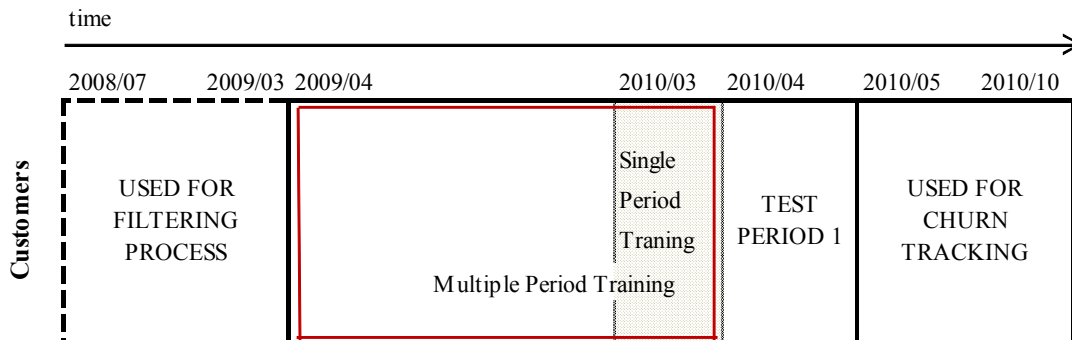 time
2008/07 2009/03 2009/04 2010/03 2010/04 2010/05 2010/10
Customers
USED FOR
FILTERING
PROCESS
Single
Period
Traning
Multiple Period Training
TEST
PERIOD 1
USED FOR
CHURN
TRACKING